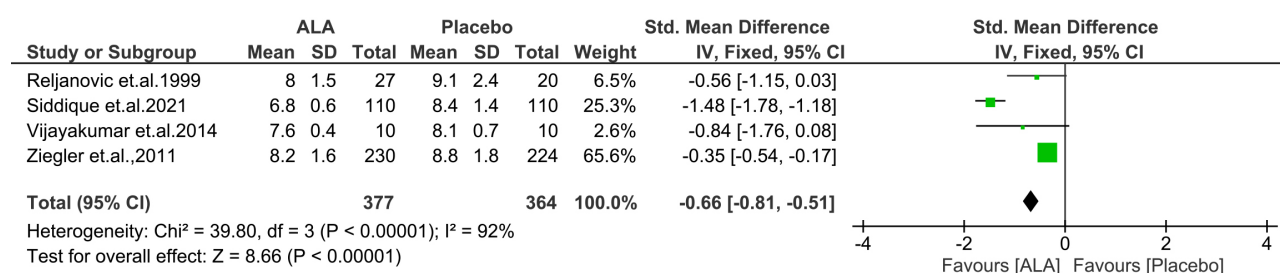 ALA Placebo Std. Mean Difference Std. Mean Difference
Study or Subgroup Mean SD Total Mean SD Total Weight IV, Fixed, 95% CI IV, Fixed, 95% CI
Reljanovic et.al.1999 8 1.5 27 9.1 2.4 20 6.5% -0.56 [-1.15, 0.03]
Siddique et.al.2021 6.8 0.6 110 8.4 1.4 110 25.3% -1.48 [-1.78, -1.18]
Vijayakumar et.al.2014 7.6 0.4 10 8.1 0.7 10 2.6% -0.84 [-1.76, 0.08]
Ziegler et.al.,2011 8.2 1.6 230 8.8 1.8 224 65.6% -0.35 [-0.54, -0.17]
Total (95% CI) 377 364 100.0% -0.66 [-0.81, -0.51]
Heterogeneity: Chi² = 39.80, df = 3 (P < 0.00001); I² = 92%
Test for overall effect: Z = 8.66 (P < 0.00001)
-4 -2 0 2 4
Favours [ALA] Favours [Placebo]